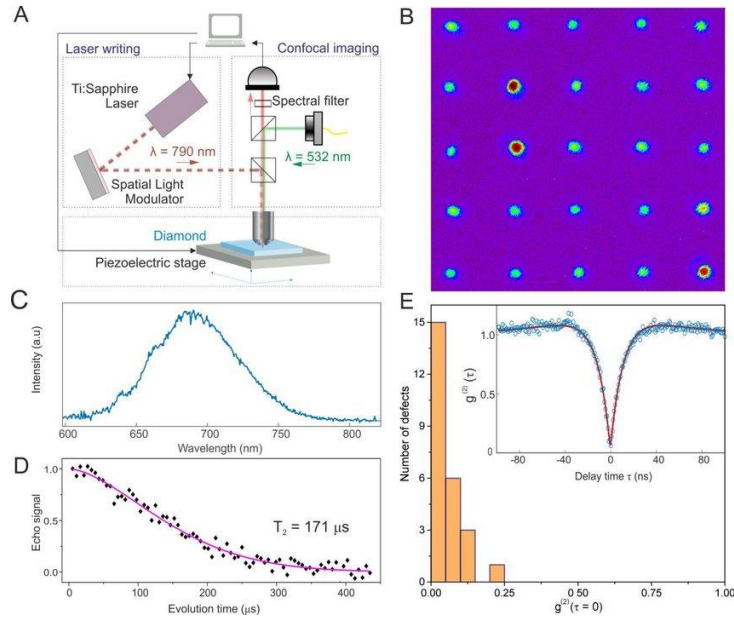 A
Laser writing
Confocal imaging
Ti:Sapphire
Laser
Spectral filter
λ = 790 nm
λ = 532 nm
Spatial Light
Modulator
Diamond
Piezoelectric stage
B
C
Intensity (a.u)
600 650 700 750 800
Wavelength (nm)
D
Echo signal
1.0
0.5
0.0
T2 = 171 μs
0 100 200 300 400
Evolution time (μs)
E
Number of defects
15
12
9
6
3
0
0.00 0.25 0.50 0.75 1.00
g(2)(τ = 0)
g(2)(τ)
1.0
0.5
-80 -40 0 40 80
Delay time τ (ns)